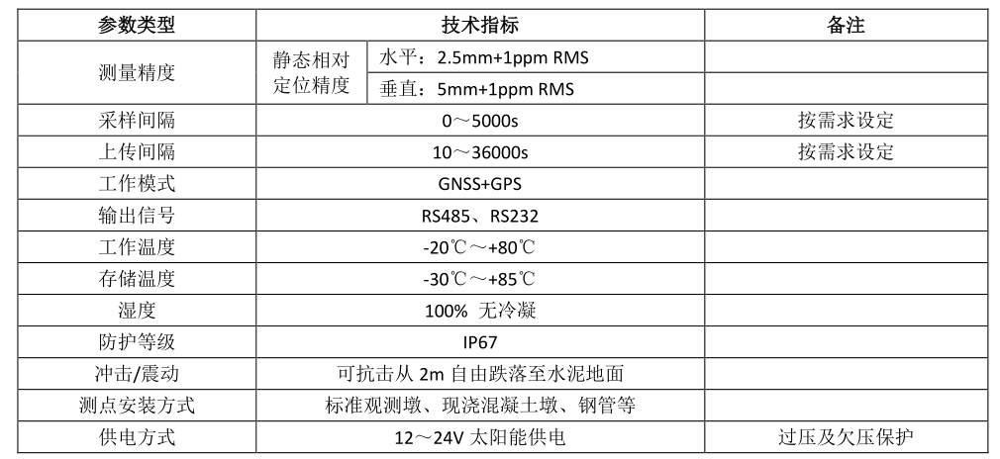 参数类型 技术指标 备注
测量精度 静态相对定位精度 水平：2.5mm+1ppm RMS
垂直：5mm+1ppm RMS
采样间隔 0～5000s 按需求设定
上传间隔 10～36000s 按需求设定
工作模式 GNSS+GPS
输出信号 RS485、RS232
工作温度 -20℃～+80℃
存储温度 -30℃～+85℃
湿度 100% 无冷凝
防护等级 IP67
冲击/震动 可抗击从 2m 自由跌落至水泥地面
测点安装方式 标准观测墩、现浇混凝土墩、钢管等
供电方式 12～24V 太阳能供电 过压及欠压保护